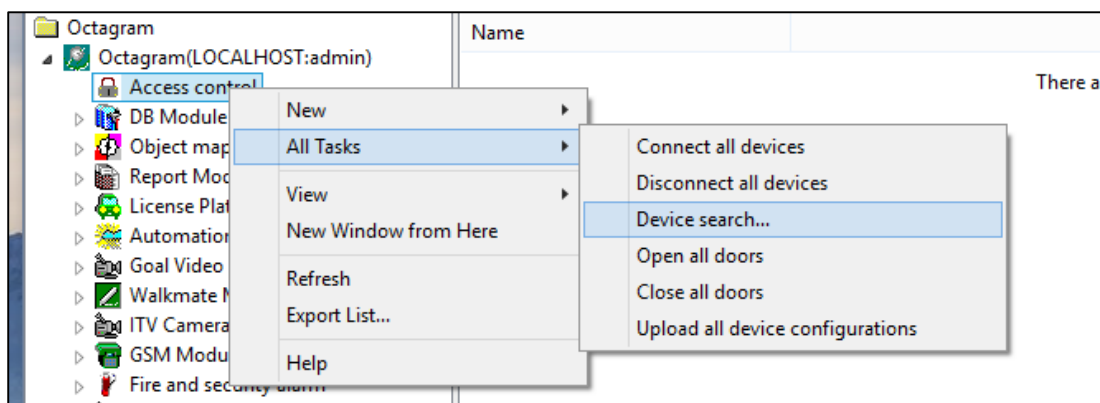 Octagram
Name
Octagram(LOCALHOST:admin)
Access control
There a
New
DB Module
All Tasks
Connect all devices
Object map
Report Mod
Disconnect all devices
View
License Plat
Device search...
New Window from Here
Automation
Open all doors
Goal Video
Refresh
Close all doors
Walkmate M
Export List...
ITV Camera
Upload all device configurations
GSM Modu
Help
Fire and security alarm